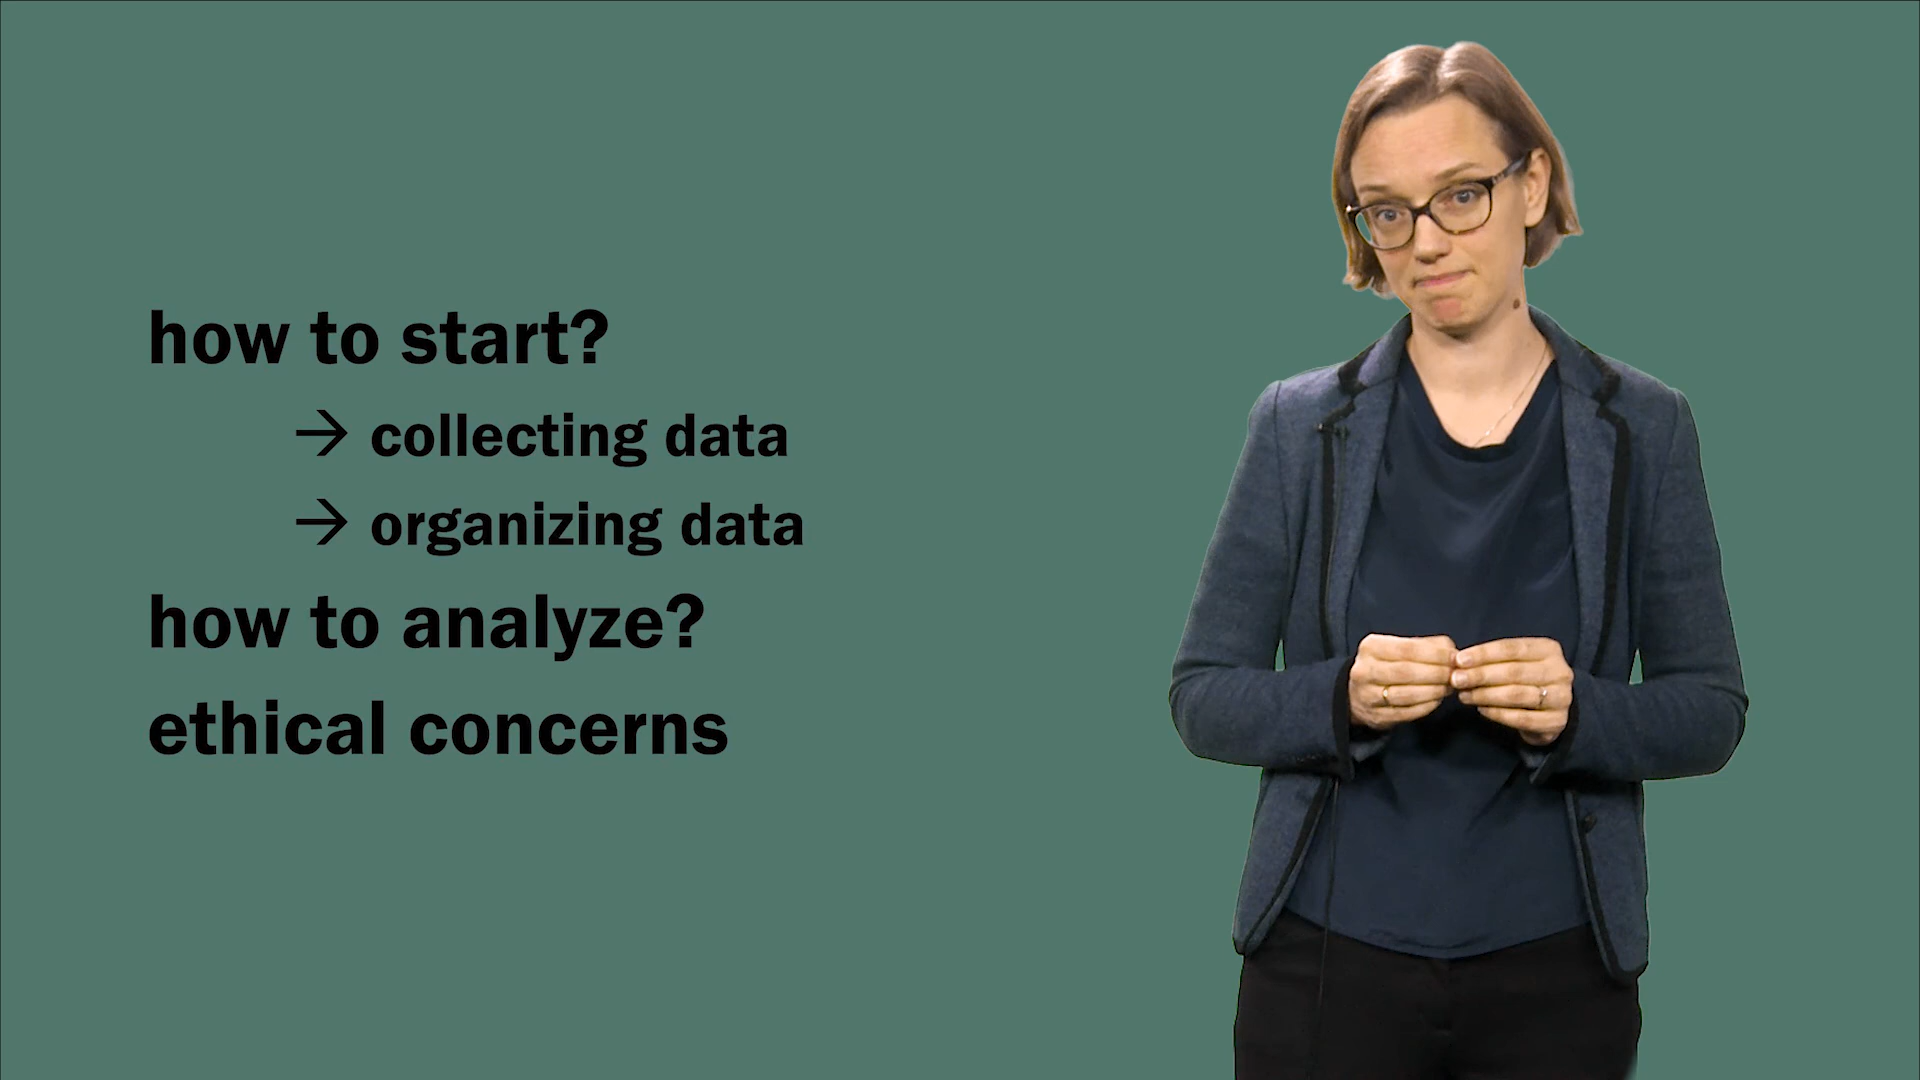 how to start?
→ collecting data
→ organizing data
how to analyze?
ethical concerns